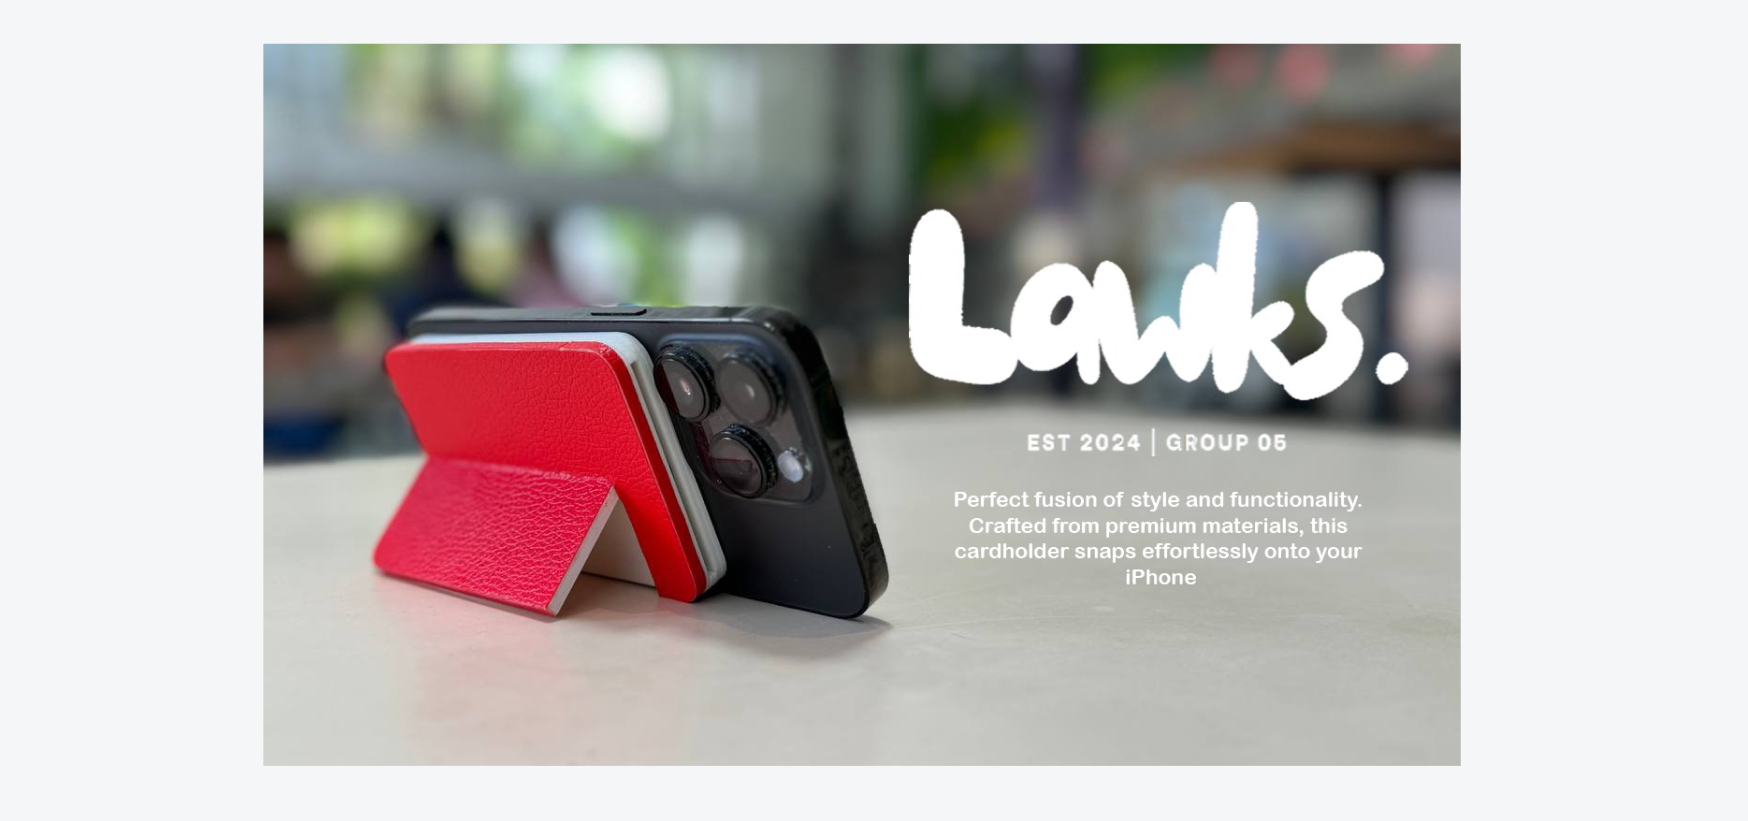 Lawks.
EST 2024 | GROUP 05
Perfect fusion of style and functionality.
Crafted from premium materials, this
cardholder snaps effortlessly onto your
iPhone